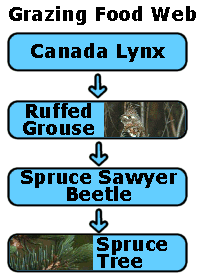 Grazing Food Web
Canada Lynx
Ruffed
Grouse
Spruce Sawyer
Beetle
Spruce
Tree